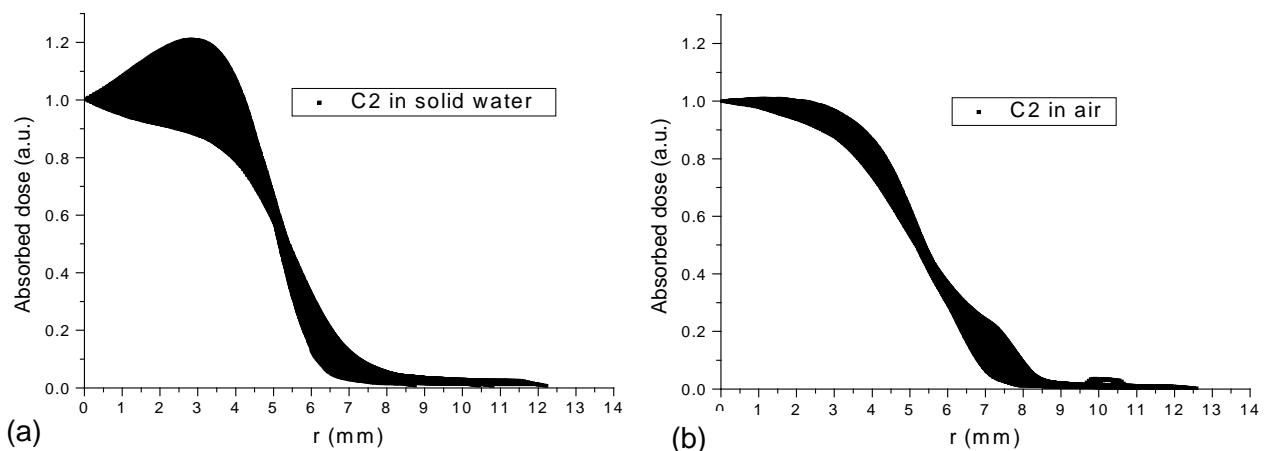 1.2
1.0
0.8
0.6
0.4
0.2
0.0
Absorbed dose (a.u.)
C2 in solid water
0 1 2 3 4 5 6 7 8 9 10 11 12 13 14
r (mm)
(a)
1.2
1.0
0.8
0.6
0.4
0.2
0.0
Absorbed dose (a.u.)
C2 in air
0 1 2 3 4 5 6 7 8 9 10 11 12 13 14
r (mm)
(b)